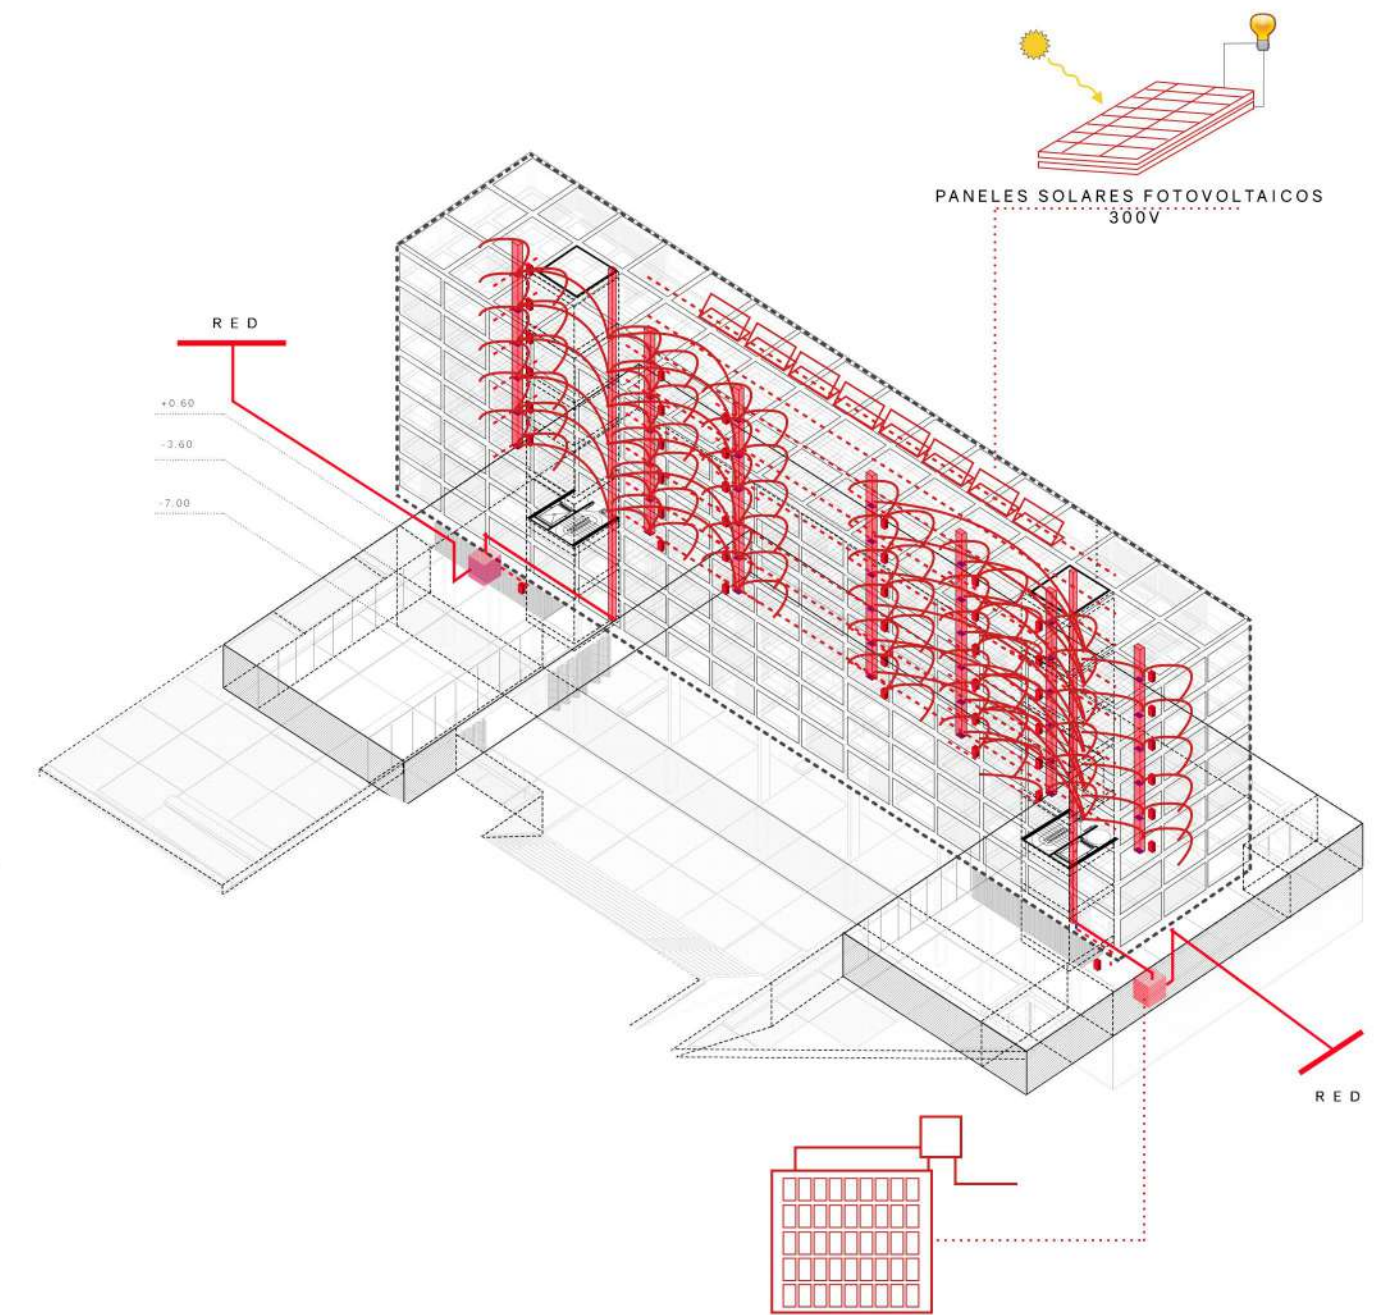 PANELES SOLARES FOTOVOLTAICOS
300V
RED
+0.60
-3.60
-7.00
RED